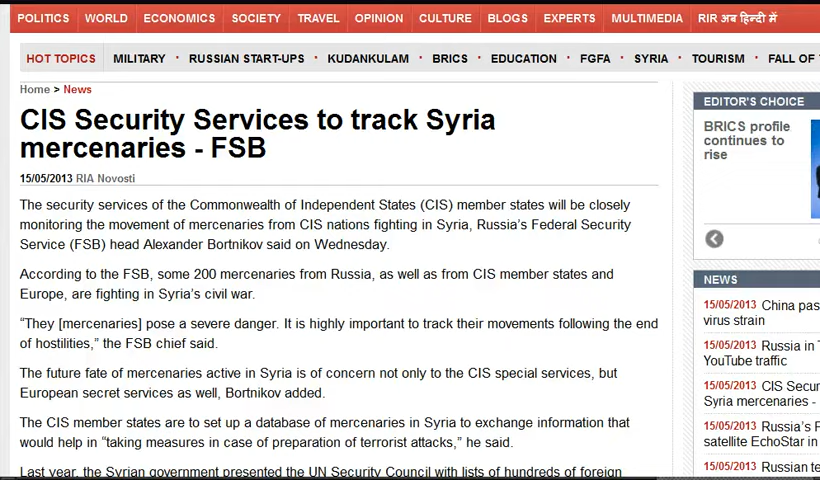 POLITICS WORLD ECONOMICS SOCIETY TRAVEL OPINION CULTURE BLOGS EXPERTS MULTIMEDIA RIR अब हिन्दी में
HOT TOPICS MILITARY • RUSSIAN START-UPS • KUDANKULAM • BRICS • EDUCATION • FGFA • SYRIA • TOURISM • FALL OF
Home > News
CIS Security Services to track Syria
mercenaries - FSB
15/05/2013 RIA Novosti
The security services of the Commonwealth of Independent States (CIS) member states will be closely
monitoring the movement of mercenaries from CIS nations fighting in Syria, Russia's Federal Security
Service (FSB) head Alexander Bortnikov said on Wednesday.
According to the FSB, some 200 mercenaries from Russia, as well as from CIS member states and
Europe, are fighting in Syria's civil war.
“They [mercenaries] pose a severe danger. It is highly important to track their movements following the end
of hostilities,” the FSB chief said.
The future fate of mercenaries active in Syria is of concern not only to the CIS special services, but
European secret services as well, Bortnikov added.
The CIS member states are to set up a database of mercenaries in Syria to exchange information that
would help in “taking measures in case of preparation of terrorist attacks,” he said.
Last year, the Syrian government presented the UN Security Council with lists of hundreds of foreign
EDITOR'S CHOICE
BRICS profile
continues to
rise
NEWS
15/05/2013 China pas
virus strain
15/05/2013 Russia in
YouTube traffic
15/05/2013 CIS Secur
Syria mercenaries -
15/05/2013 Russia's
satellite EchoStar in
15/05/2013 Russian te